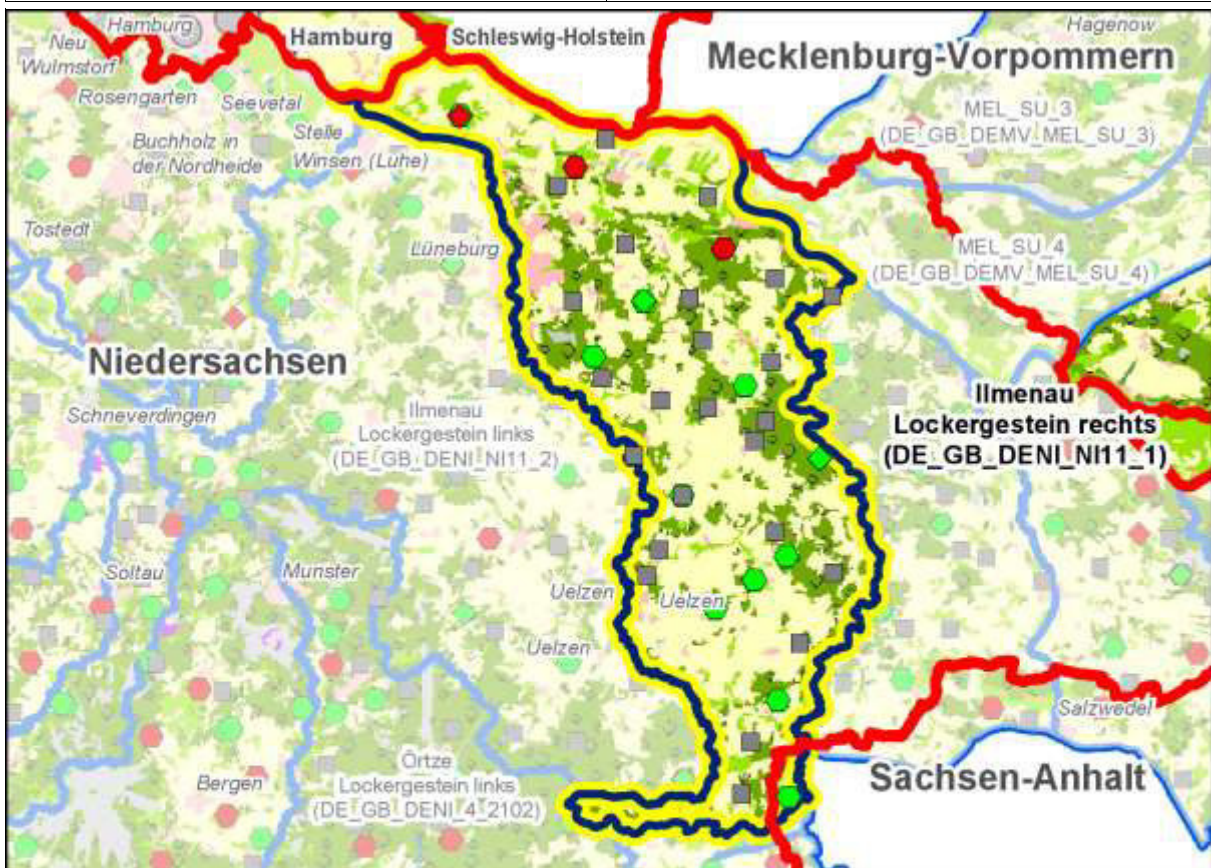 Hamburg
Hamburg
Schleswig-Holstein
Hagenow
Mecklenburg-Vorpommern
Neu
Wulmstorf
Rosengarten
Seevetal
MEL_SU_3
(DE_GB_DEMV_MEL_SU_3)
Stelle
Buchholz in
der Nordheide
Winsen (Luhe)
Tostedt
Lüneburg
MEL_SU_4
(DE_GB_DEMV_MEL_SU_4)
Niedersachsen
Schneverdingen
Ilmenau
Lockergestein links
(DE_GB_DENI_NI11_2)
Ilmenau
Lockergestein rechts
(DE_GB_DENI_NI11_1)
Soltau
Munster
Uelzen
Uelzen
Uelzen
Salzwedel
Bergen
Örtze
Lockergestein links
(DE_GB_DENI_4_2102)
Sachsen-Anhalt